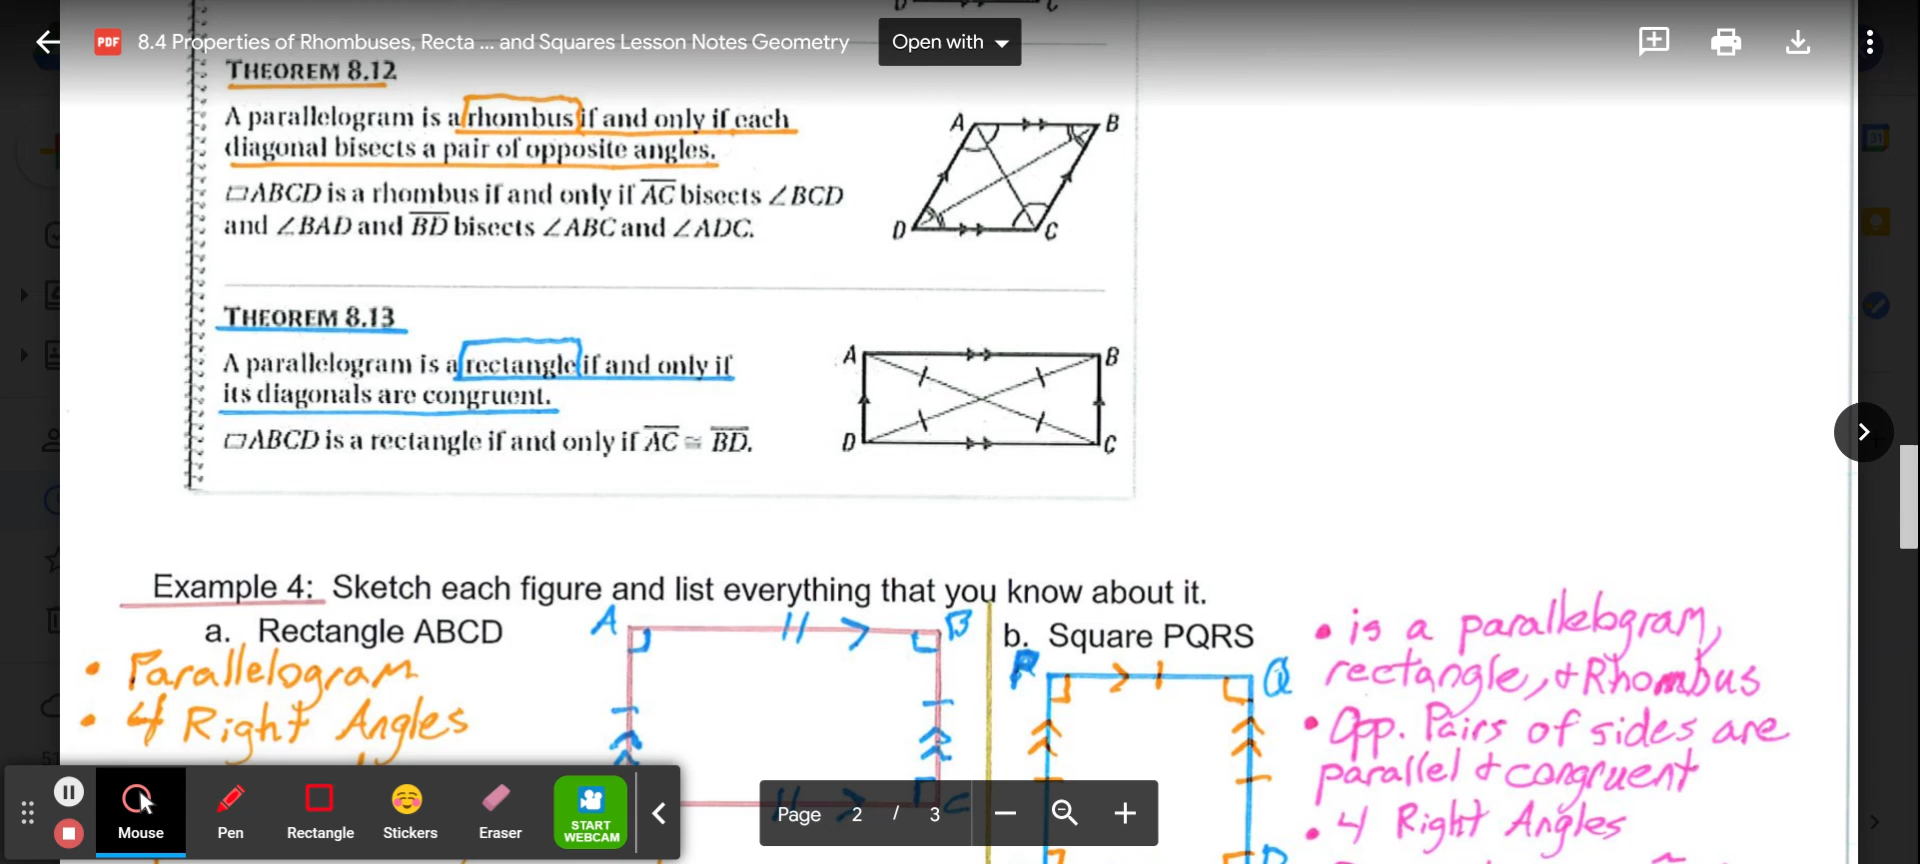 8.4 Properties of Rhombuses, Recta ... and Squares Lesson Notes Geometry
PDF
Open with
THEOREM 8.12
A parallelogram is a rhombus if and only if each
diagonal bisects a pair of opposite angles.
▱ABCD is a rhombus if and only if AC bisects ∠BCD
and ∠BAD and BD bisects ∠ABC and ∠ADC.
A B
D C
THEOREM 8.13
A parallelogram is a rectangle if and only if
its diagonals are congruent.
▱ABCD is a rectangle if and only if AC ≅ BD.
A B
D C
Example 4: Sketch each figure and list everything that you know about it.
a. Rectangle ABCD
• Parallelogram
• 4 Right Angles
A B
C
b. Square PQRS
P Q
R
• is a parallelogram,
rectangle, + Rhombus
• Opp. Pairs of sides are
parallel + congruent
• 4 Right Angles
Mouse
Pen
Rectangle
Stickers
Eraser
START
WEBCAM
Page 2 / 3
31